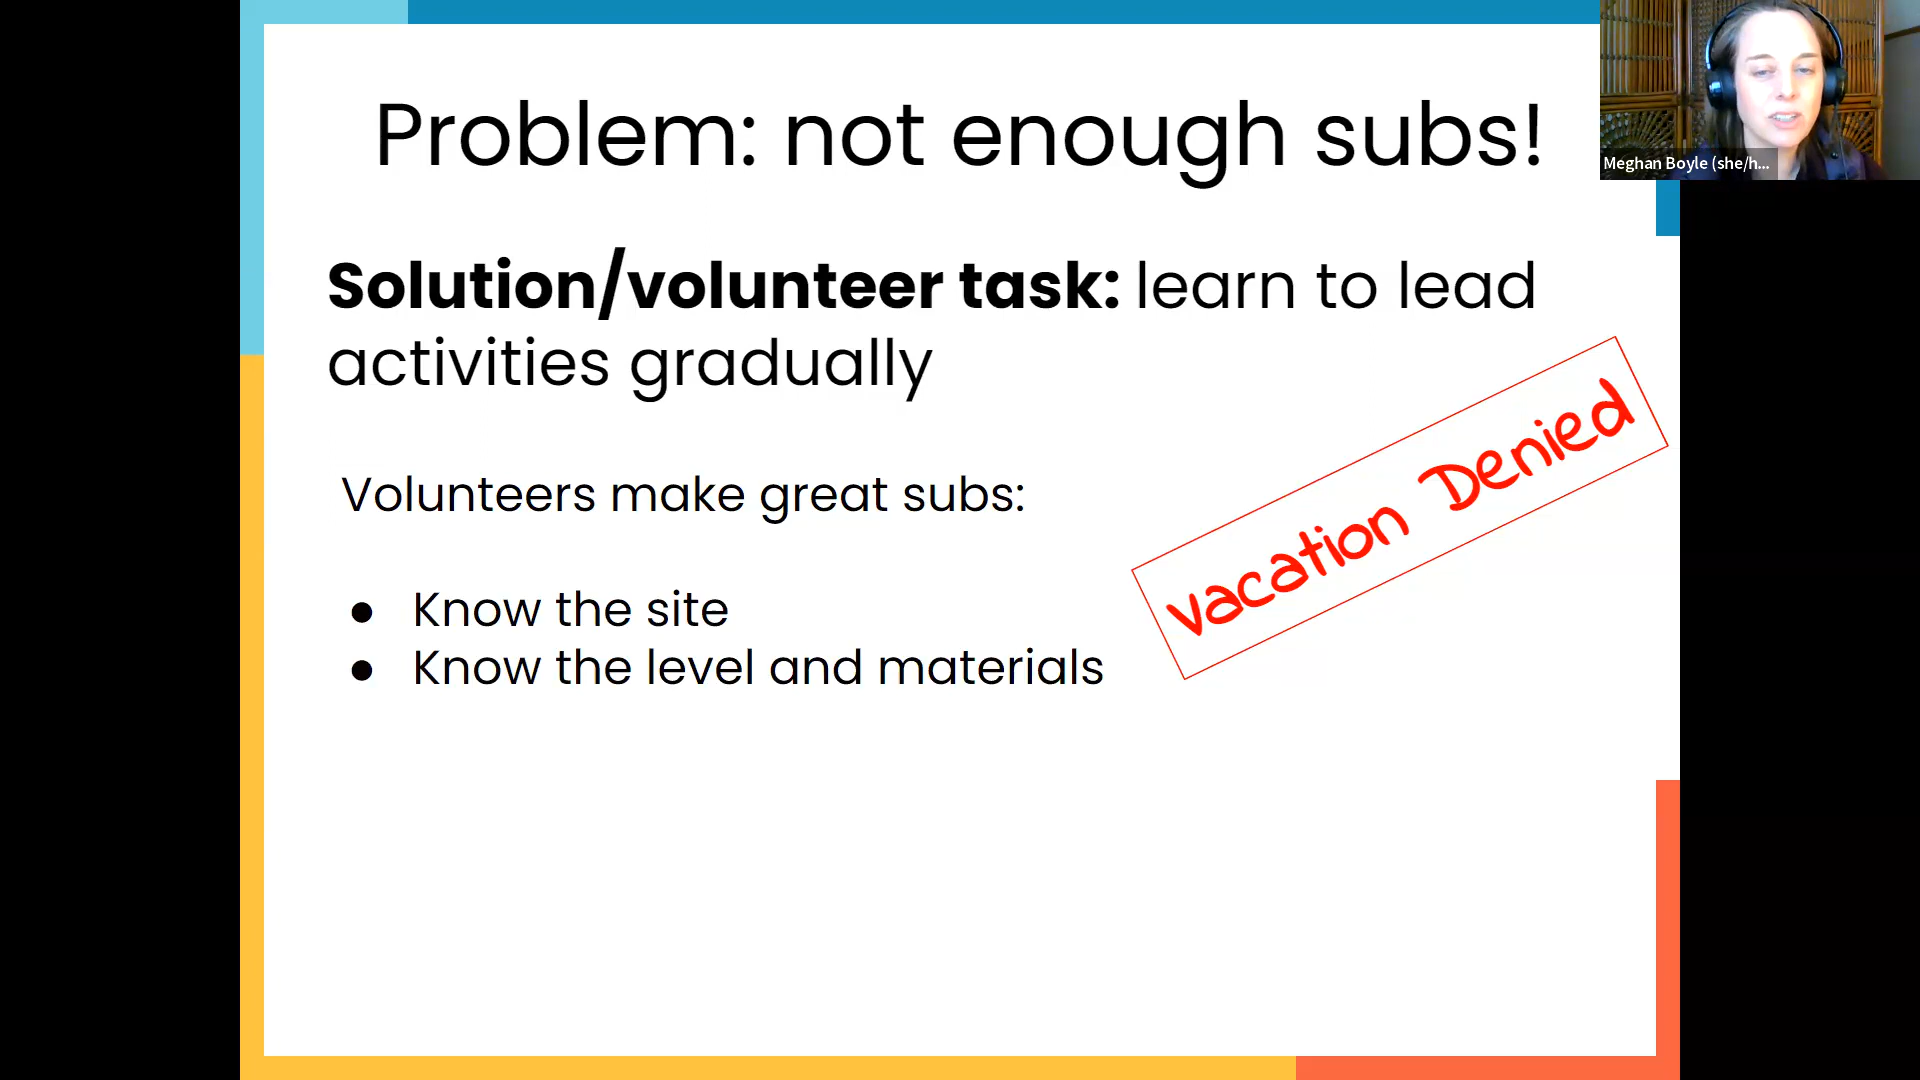 Problem: not enough subs!
Meghan Boyle (she/h...
Solution/volunteer task: learn to lead
activities gradually
Vacation Denied
Volunteers make great subs:
● Know the site
● Know the level and materials